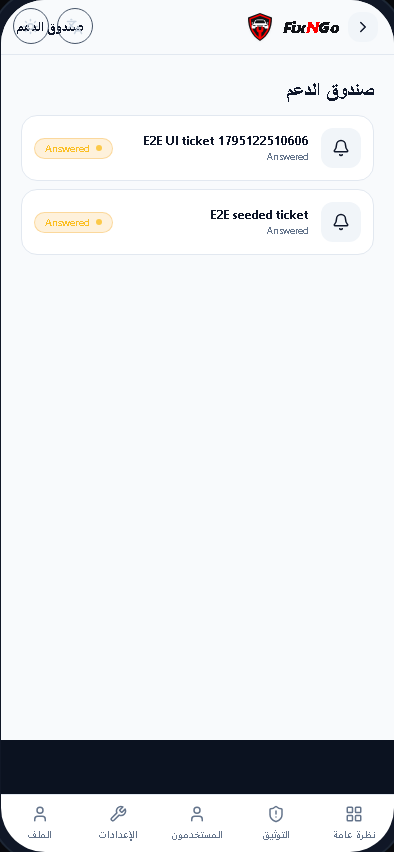 FixNGo
صندوق الدعم
صندوق الدعم
E2E UI ticket 1795122510606
Answered
Answered
E2E seeded ticket
Answered
Answered
نظرة عامة
التوثيق
المستخدمون
الإعدادات
الملف